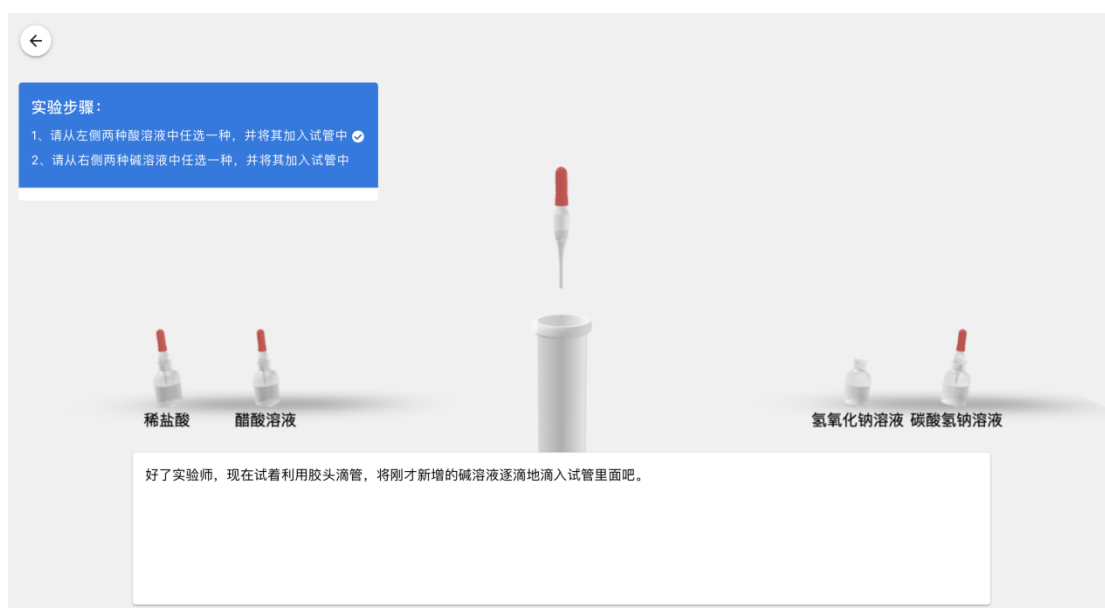 实验步骤：
1、请从左侧两种酸溶液中任选一种，并将其加入试管中
2、请从右侧两种碱溶液中任选一种，并将其加入试管中
稀盐酸
醋酸溶液
氢氧化钠溶液
碳酸氢钠溶液
好了实验师，现在试着利用胶头滴管，将刚才新增的碱溶液逐滴地滴入试管里面吧。